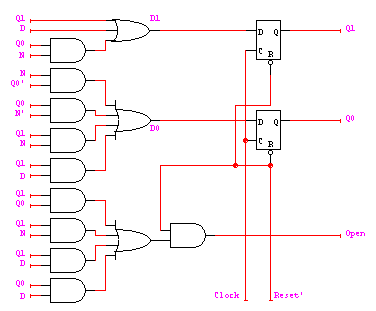 Q1 D1 Q1
D D Q
Q0 C R
N
N
Q0'
Q0 D Q Q0
N' D0 C R
Q1
N
Q1
D
Q1
Q0
Q1
N Open
Q1
D
Q0
D Clock Reset'